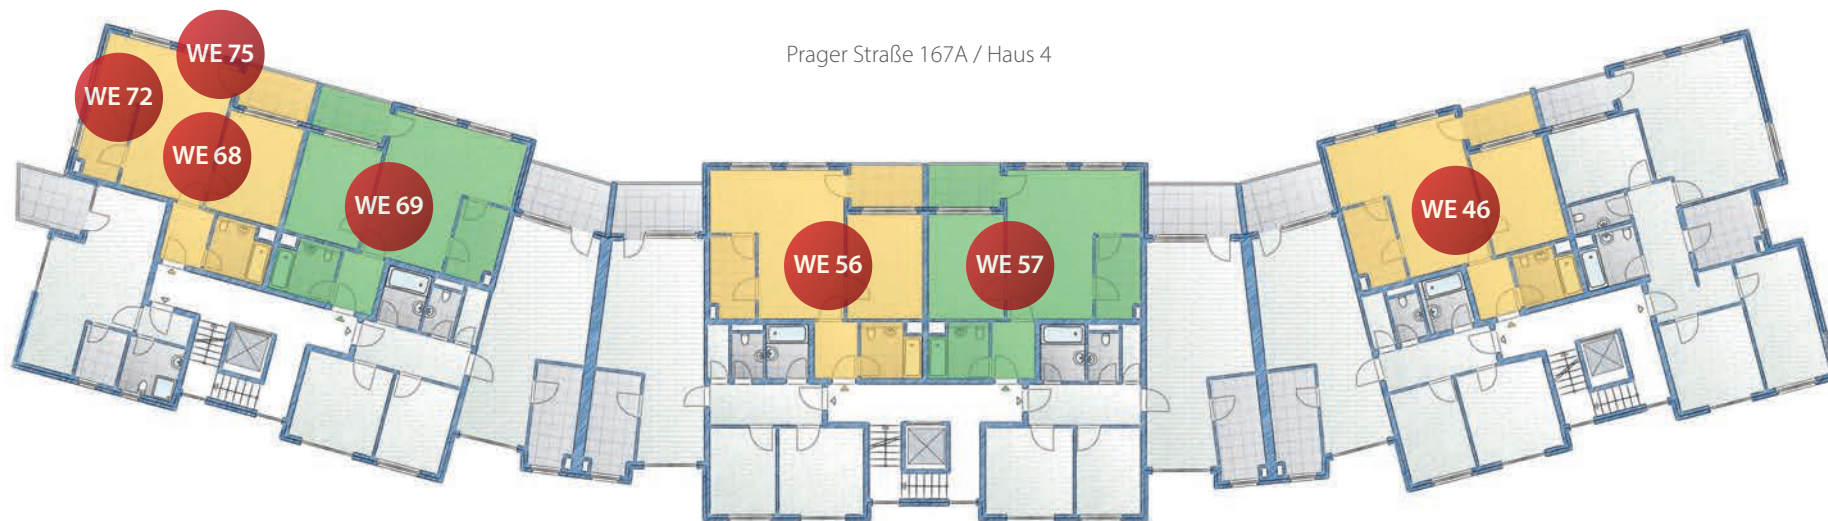 Prager Straße 167A / Haus 4
WE 75
WE 72
WE 68
WE 69
WE 56
WE 57
WE 46